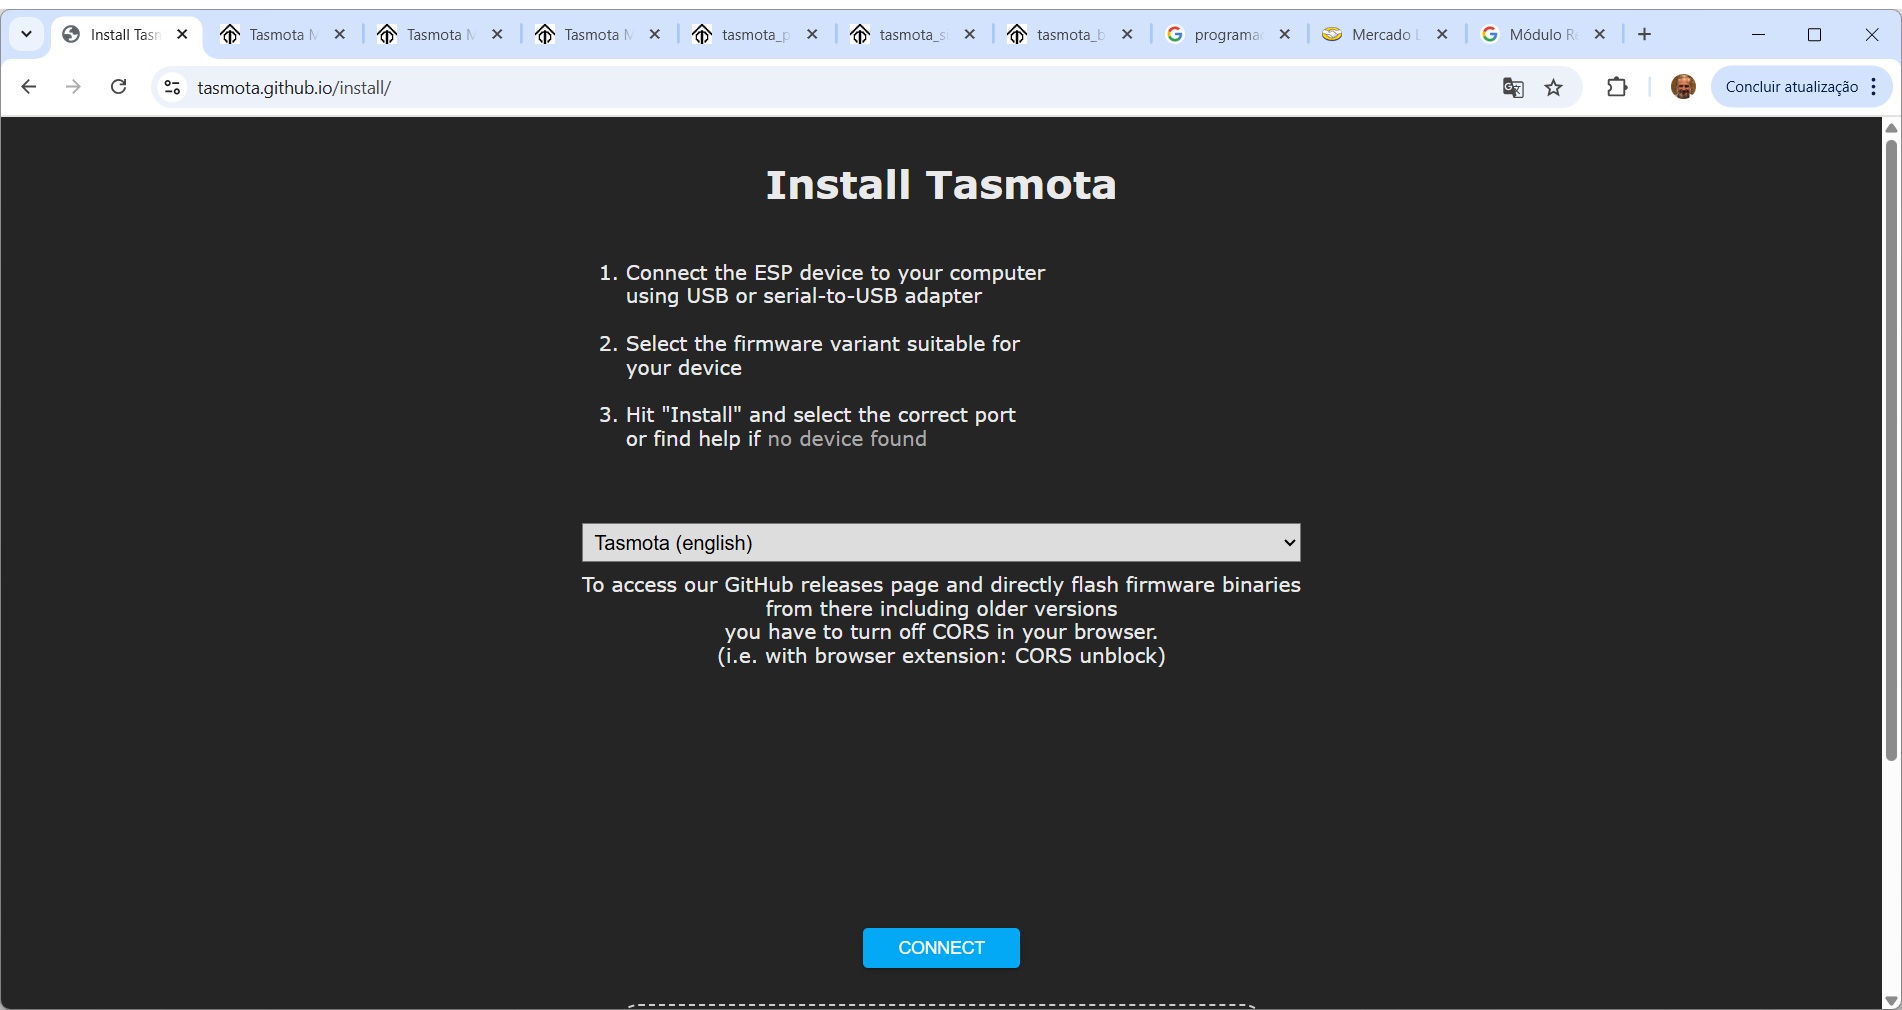 Install Tasm
Tasmota M
Tasmota M
Tasmota M
tasmota_p
tasmota_s
tasmota_b
programa
Mercado L
Módulo Re
tasmota.github.io/install/
Concluir atualização
Install Tasmota
1. Connect the ESP device to your computer
using USB or serial-to-USB adapter
2. Select the firmware variant suitable for
your device
3. Hit "Install" and select the correct port
or find help if no device found
Tasmota (english)
To access our GitHub releases page and directly flash firmware binaries
from there including older versions
you have to turn off CORS in your browser.
(i.e. with browser extension: CORS unblock)
CONNECT